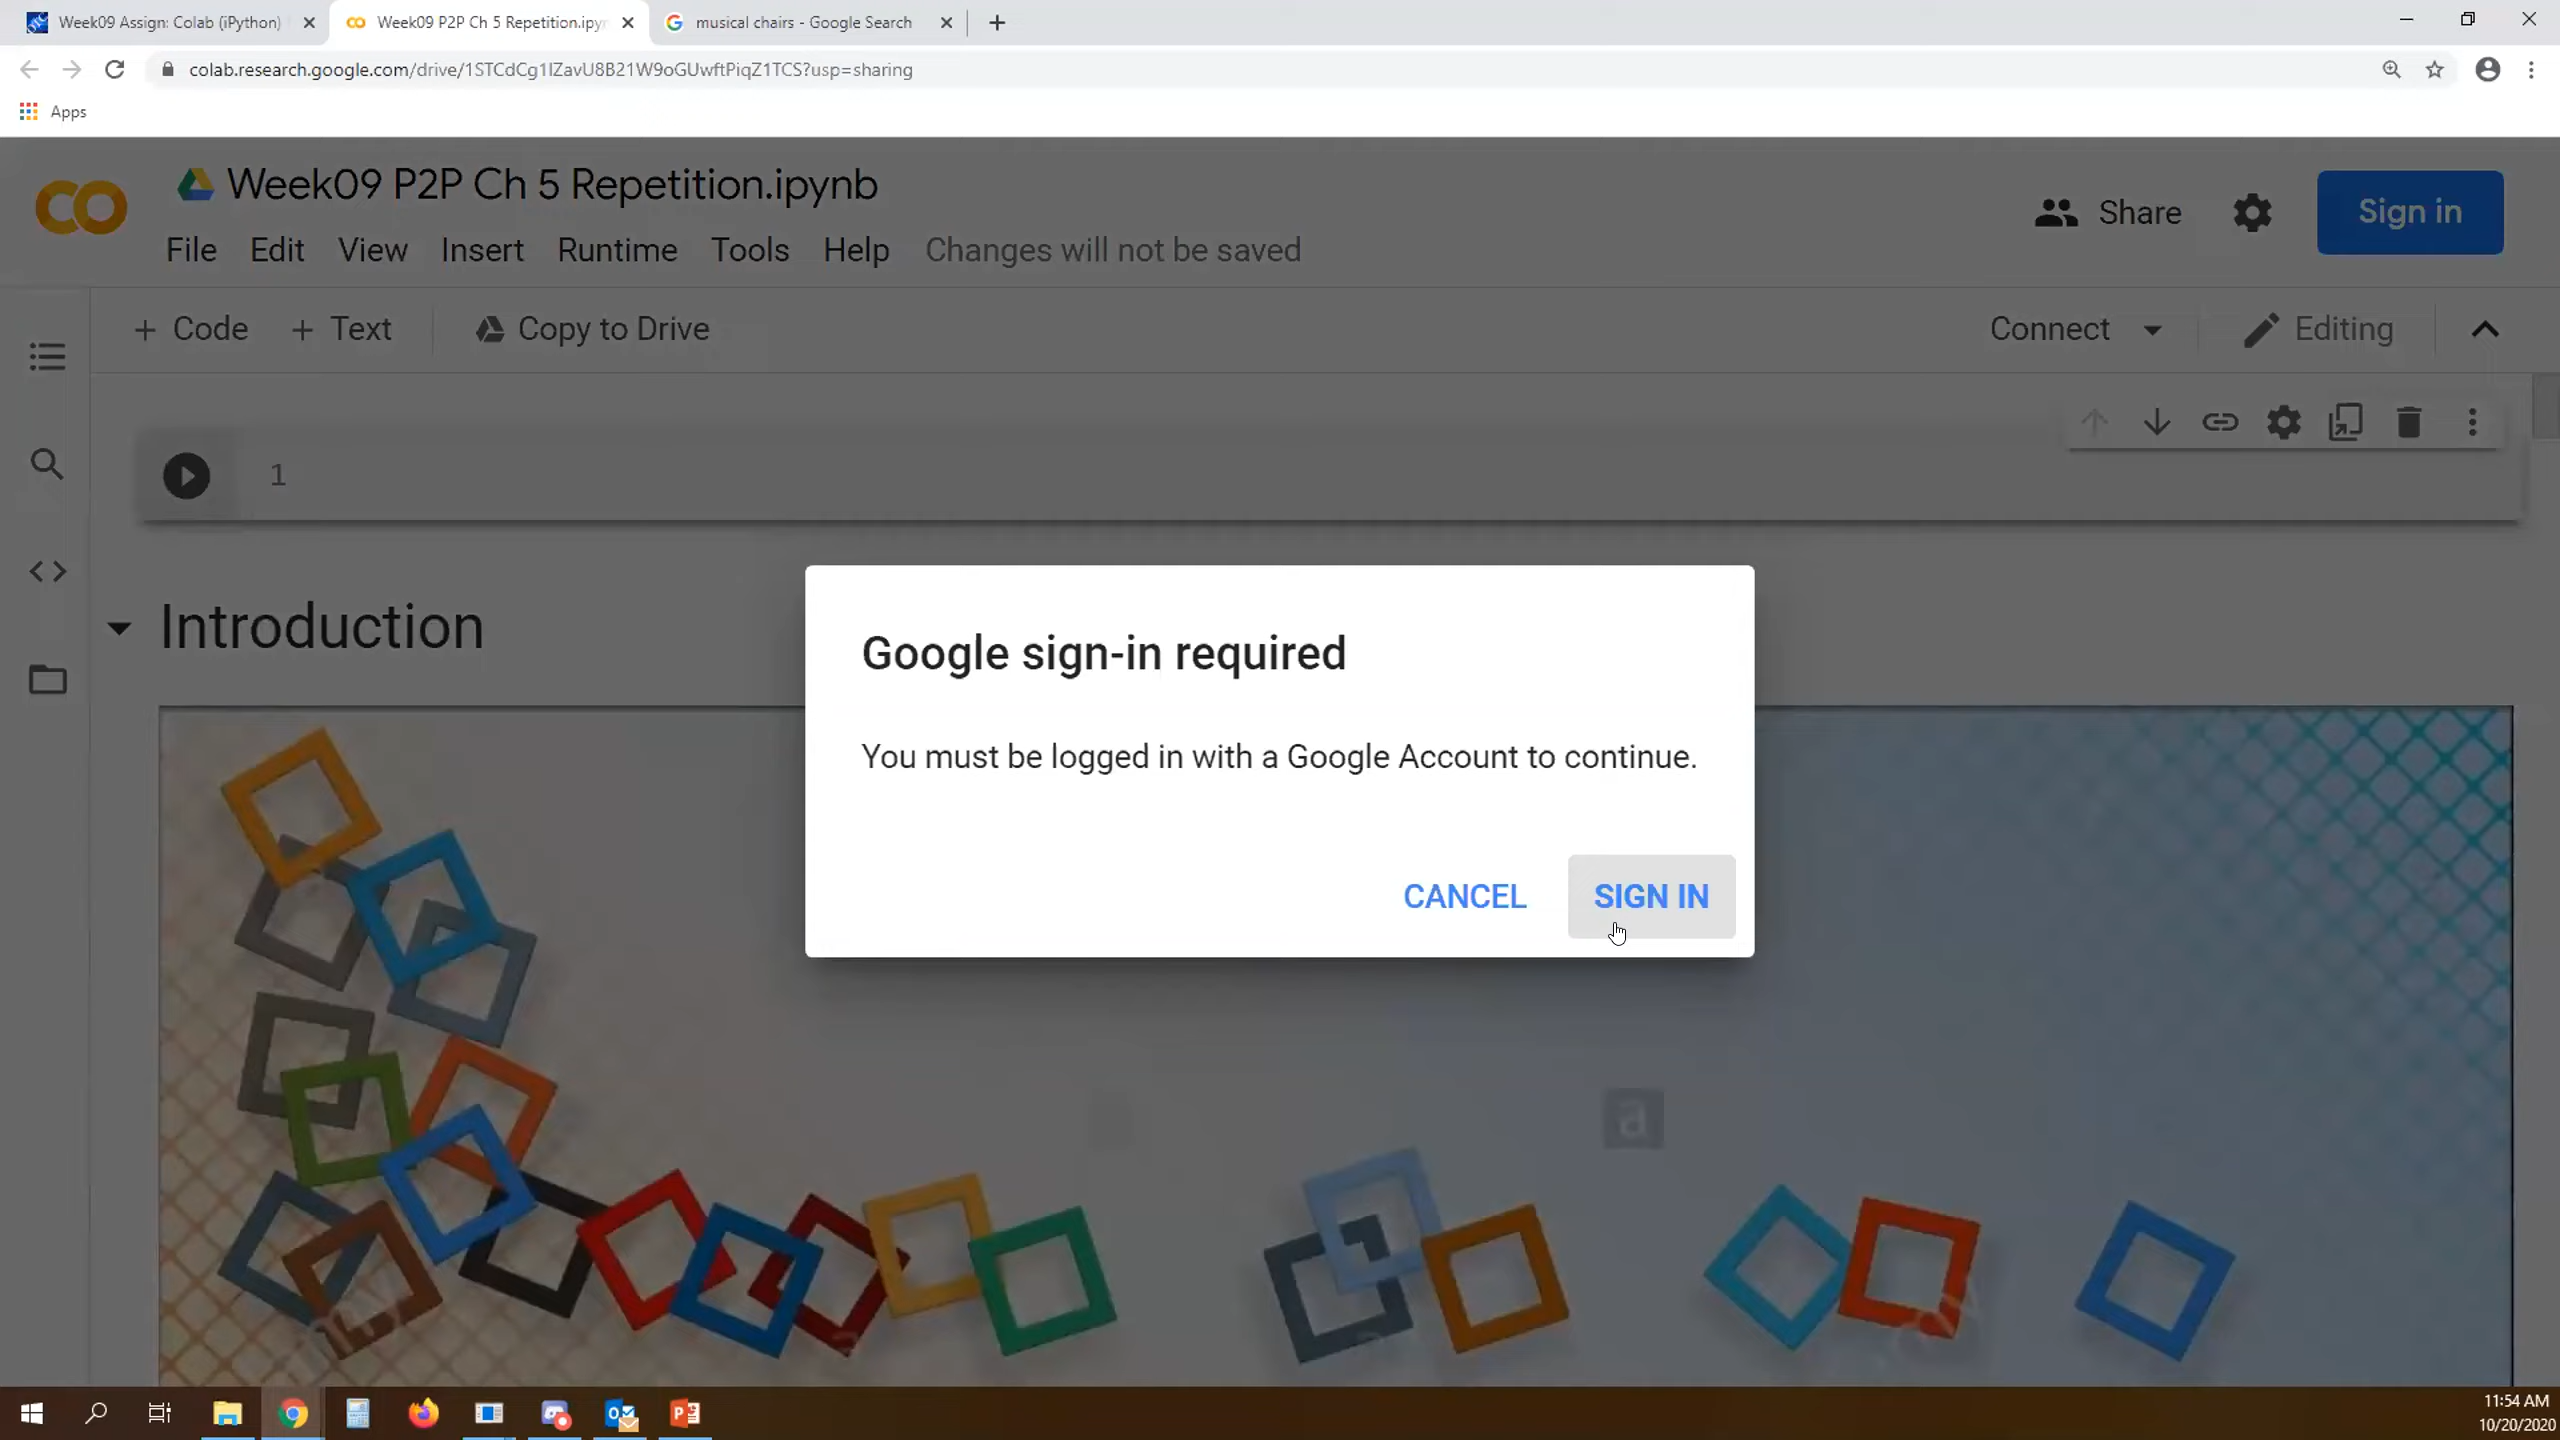 Week09 Assign: Colab (iPython)
Week09 P2P Ch 5 Repetition.ipyn
musical chairs - Google Search
colab.research.google.com/drive/1STCdCg1IZavU8B21W9oGUwftPiqZ1TCS?usp=sharing
Apps
Week09 P2P Ch 5 Repetition.ipynb
Share
Sign in
File Edit View Insert Runtime Tools Help Changes will not be saved
+ Code + Text Copy to Drive Connect Editing
1
Introduction
Google sign-in required
You must be logged in with a Google Account to continue.
CANCEL SIGN IN
a
11:54 AM
10/20/2020